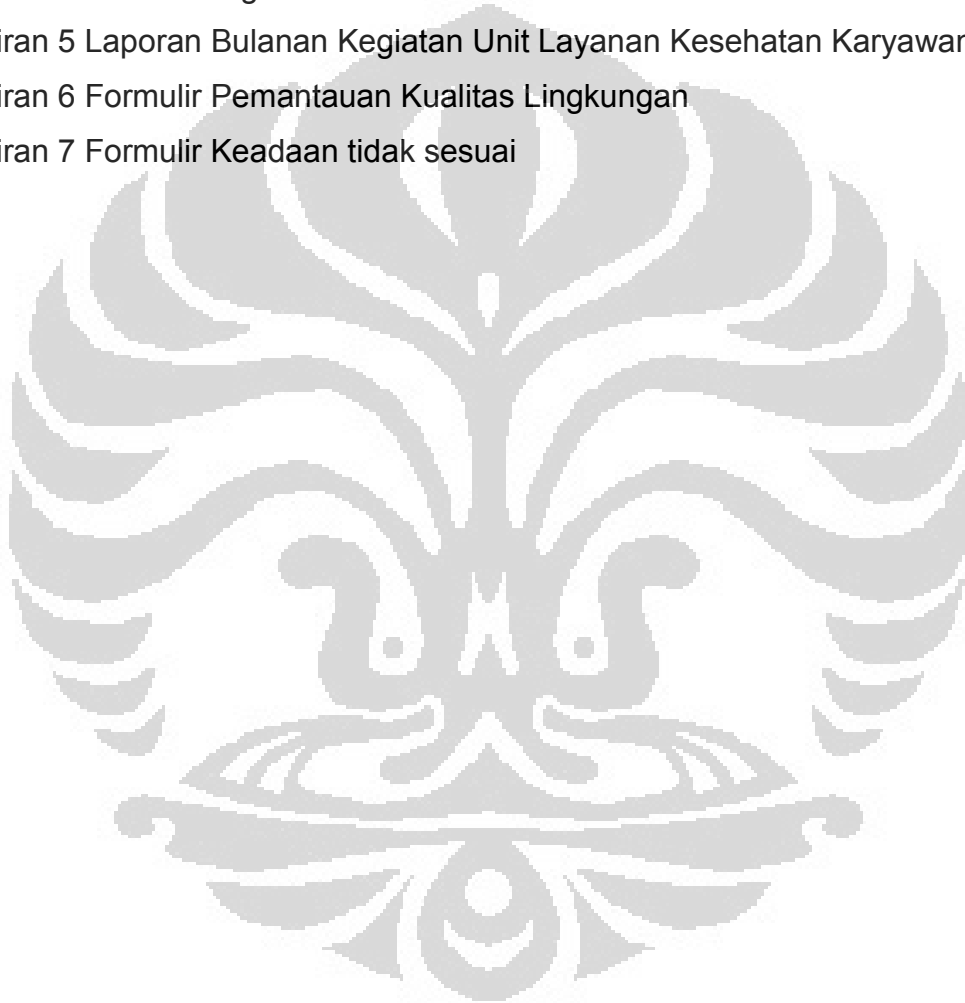 iran 5 Laporan Bulanan Kegiatan Unit Layanan Kesehatan Karyawan
iran 6 Formulir Pemantauan Kualitas Lingkungan
iran 7 Formulir Keadaan tidak sesuai